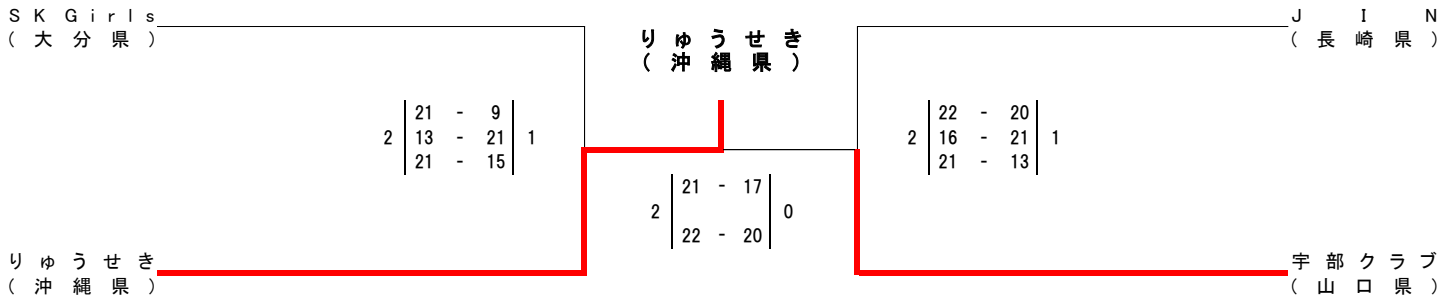 SK Girls
(大分県)
りゅうせき
(沖縄県)
JIN
(長崎県)
21 - 9
2 13 - 21 1
21 - 15
22 - 20
2 16 - 21 1
21 - 13
21 - 17
2 0
22 - 20
りゅうせき
(沖縄県)
宇部クラブ
(山口県)